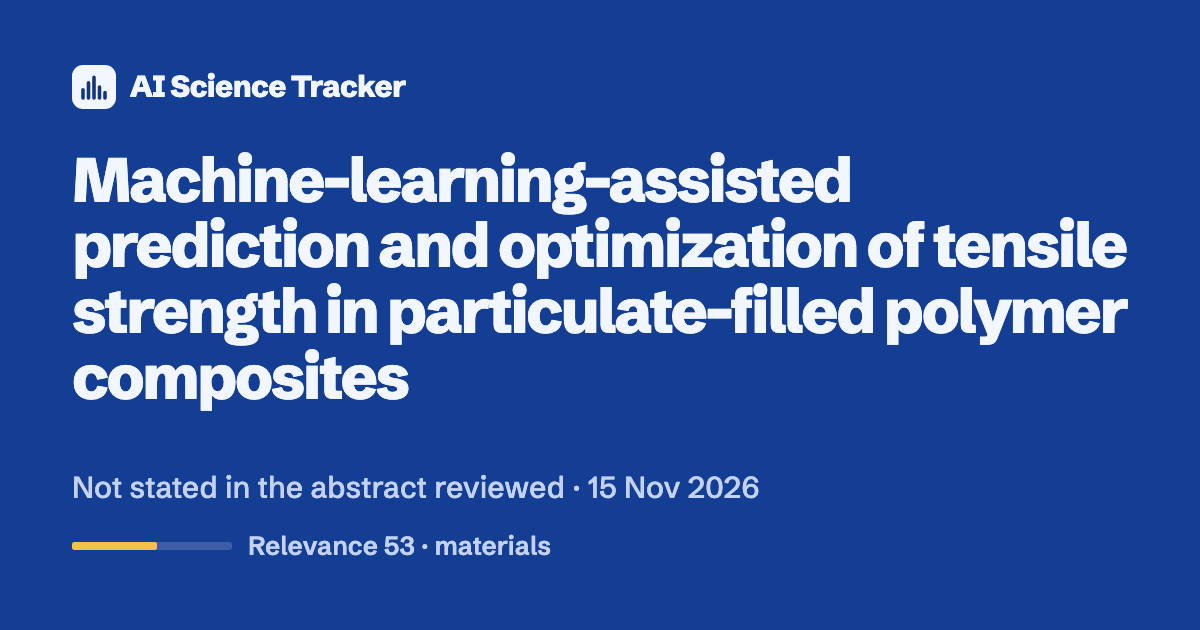 AI Science Tracker
Machine-learning-assisted
prediction and optimization of tensile
strength in particulate-filled polymer
composites
Not stated in the abstract reviewed · 15 Nov 2026
Relevance 53 · materials